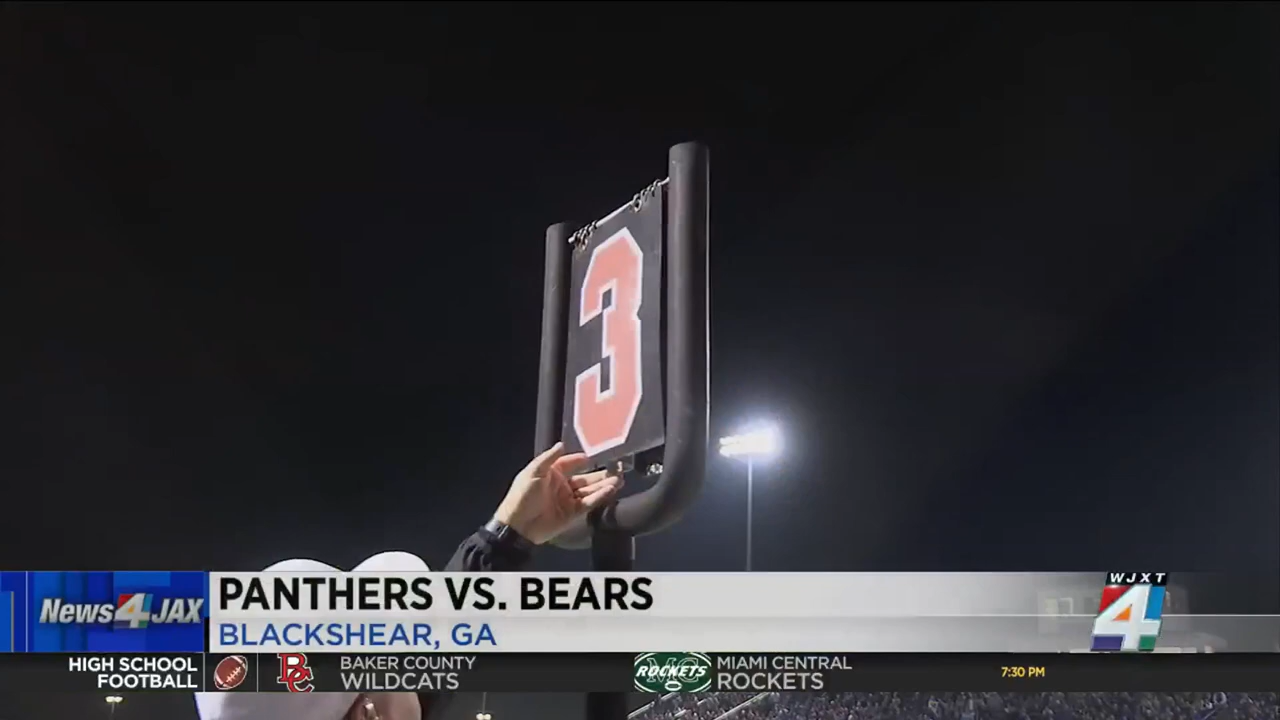 3
PANTHERS VS. BEARS
BLACKSHEAR, GA
News4JAX
WJXT
4
HIGH SCHOOL
FOOTBALL
BC
BAKER COUNTY
WILDCATS
MC
ROCKETS
MIAMI CENTRAL
ROCKETS
7:30 PM